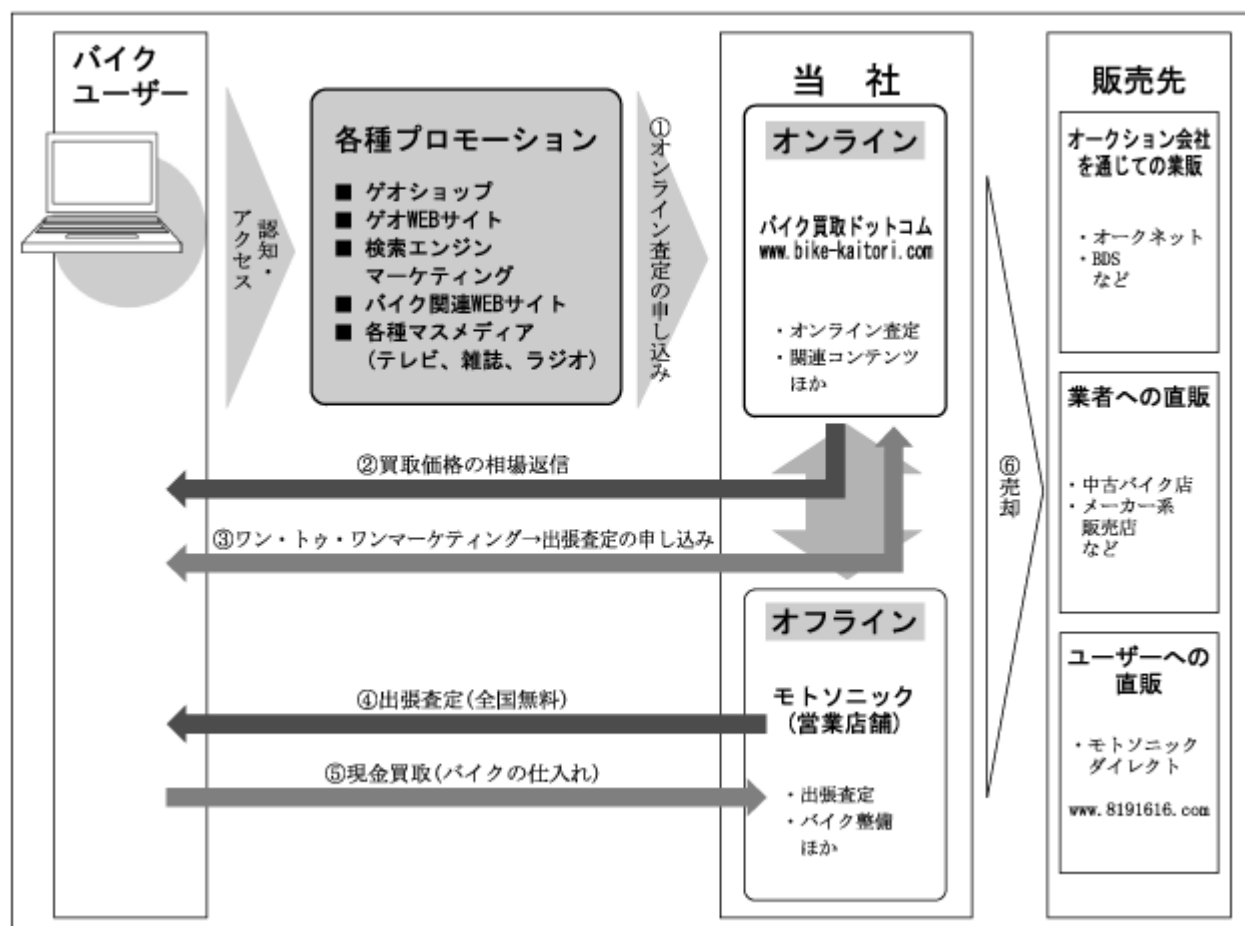 バイク
ユーザー
認知・
アクセス
各種プロモーション
■ ゲオショップ
■ ゲオWEBサイト
■ 検索エンジン
マーケティング
■ バイク関連WEBサイト
■ 各種マスメディア
(テレビ、雑誌、ラジオ)
①オンライン査定の申し込み
当 社
オンライン
バイク買取ドットコム
www.bike-kaitori.com
・オンライン査定
・関連コンテンツ
ほか
②買取価格の相場返信
③ワン・トゥ・ワンマーケティング→出張査定の申し込み
オフライン
モトソニック
(営業店舗)
・出張査定
・バイク整備
ほか
④出張査定(全国無料)
⑤現金買取(バイクの仕入れ)
⑥売却
販売先
オークション会社
を通じての業販
・オークネット
・BDS
など
業者への直販
・中古バイク店
・メーカー系
販売店
など
ユーザーへの
直販
・モトソニック
ダイレクト
www.8191616.com